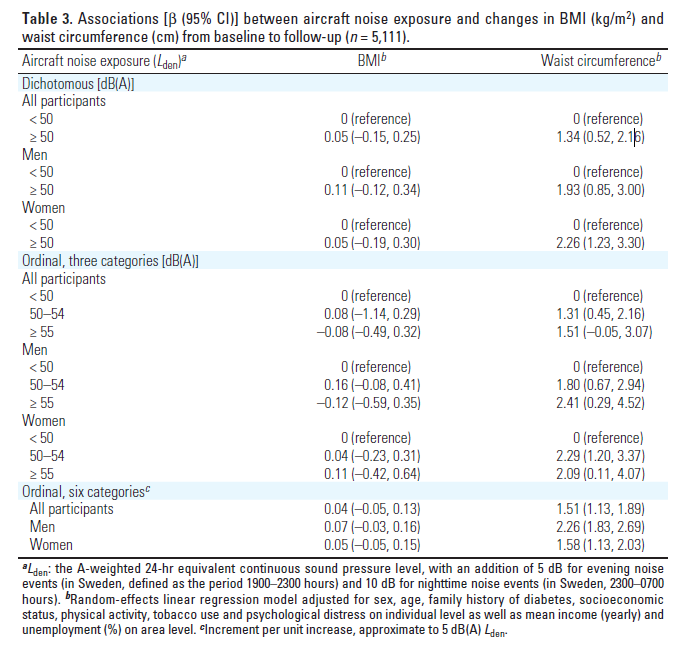 Table 3. Associations [β (95% CI)] between aircraft noise exposure and changes in BMI (kg/m²) and
waist circumference (cm) from baseline to follow-up (n = 5,111).
Aircraft noise exposure (Lden)a BMIb Waist circumferenceb
Dichotomous [dB(A)]
All participants
< 50 0 (reference) 0 (reference)
≥ 50 0.05 (–0.15, 0.25) 1.34 (0.52, 2.16)
Men
< 50 0 (reference) 0 (reference)
≥ 50 0.11 (–0.12, 0.34) 1.93 (0.85, 3.00)
Women
< 50 0 (reference) 0 (reference)
≥ 50 0.05 (–0.19, 0.30) 2.26 (1.23, 3.30)
Ordinal, three categories [dB(A)]
All participants
< 50 0 (reference) 0 (reference)
50–54 0.08 (–1.14, 0.29) 1.31 (0.45, 2.16)
≥ 55 –0.08 (–0.49, 0.32) 1.51 (–0.05, 3.07)
Men
< 50 0 (reference) 0 (reference)
50–54 0.16 (–0.08, 0.41) 1.80 (0.67, 2.94)
≥ 55 –0.12 (–0.59, 0.35) 2.41 (0.29, 4.52)
Women
< 50 0 (reference) 0 (reference)
50–54 0.04 (–0.23, 0.31) 2.29 (1.20, 3.37)
≥ 55 0.11 (–0.42, 0.64) 2.09 (0.11, 4.07)
Ordinal, six categoriesc
All participants 0.04 (–0.05, 0.13) 1.51 (1.13, 1.89)
Men 0.07 (–0.03, 0.16) 2.26 (1.83, 2.69)
Women 0.05 (–0.05, 0.15) 1.58 (1.13, 2.03)
aLden: the A-weighted 24-hr equivalent continuous sound pressure level, with an addition of 5 dB for evening noise
events (in Sweden, defined as the period 1900–2300 hours) and 10 dB for nighttime noise events (in Sweden, 2300–0700
hours). bRandom-effects linear regression model adjusted for sex, age, family history of diabetes, socioeconomic
status, physical activity, tobacco use and psychological distress on individual level as well as mean income (yearly) and
unemployment (%) on area level. cIncrement per unit increase, approximate to 5 dB(A) Lden.